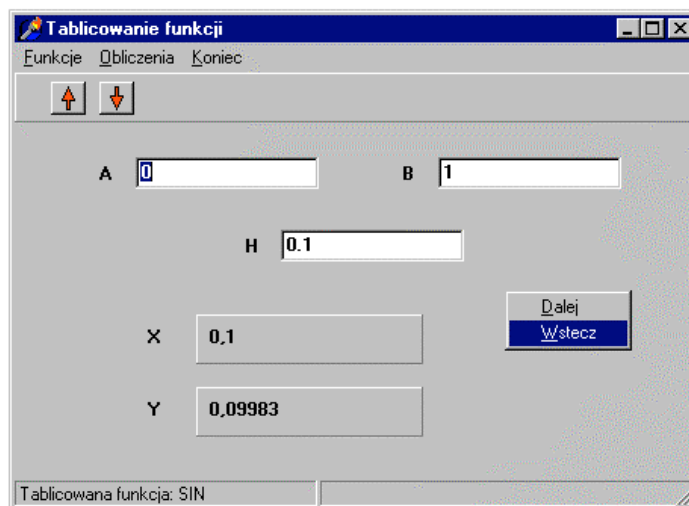 Tablicowanie funkcji
Funkcje Obliczenia Koniec
A 0 B 1
H 0.1
Dalej
X 0,1 Wstecz
Y 0,09983
Tablicowana funkcja: SIN